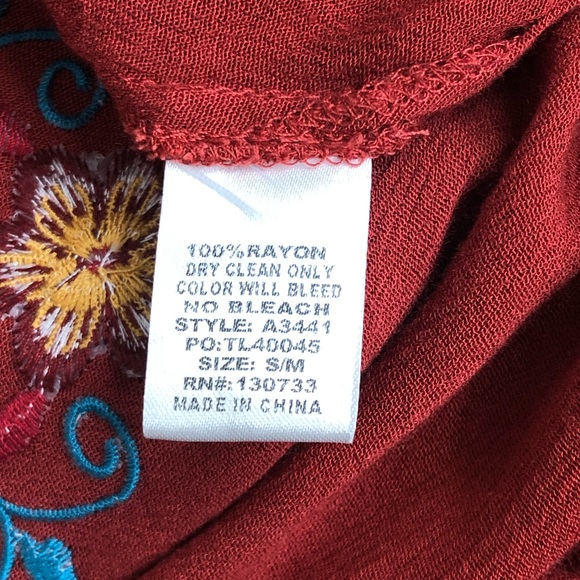 100% RAYON
DRY CLEAN ONLY
COLOR WILL BLEED
NO BLEACH
STYLE: A3441
PO:TL40045
SIZE: S/M
RN#:130733
MADE IN CHINA